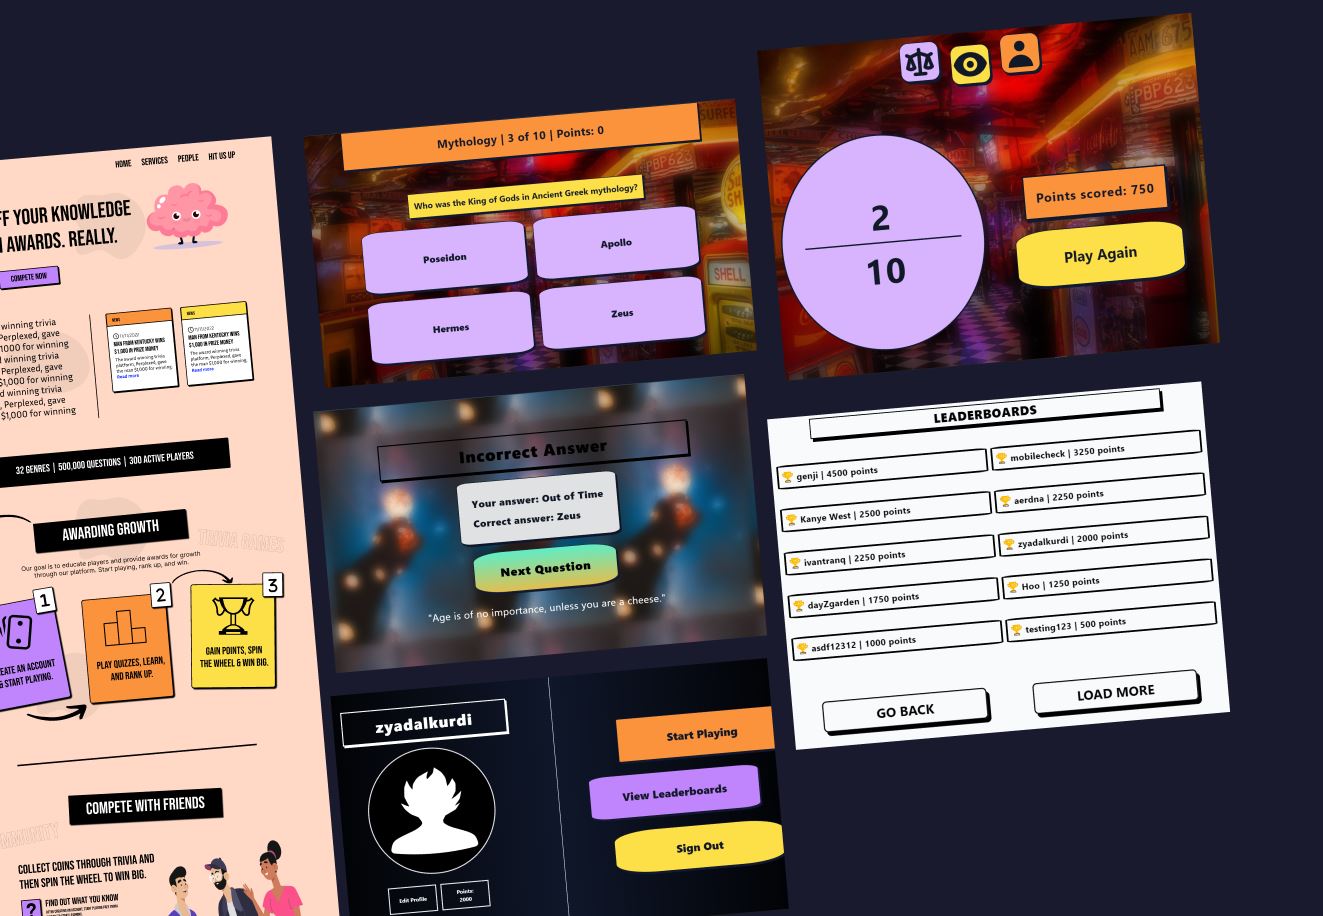 HOME SERVICES PEOPLE HIT US UP
FF YOUR KNOWLEDGE
AWARDS. REALLY.
COMPETE NOW
winning trivia
Perplexed, gave
1000 for winning
d winning trivia
Perplexed, gave
$1,000 for winning
d winning trivia
, Perplexed, gave
$1,000 for winning
NEWS
11/11/2022
MAN FROM KENTUCKY WINS
$1,000 IN PRIZE MONEY
The award winning trivia
platform, Perplexed, gave
the man $1,000 for winning.
Read more
NEWS
11/11/2022
MAN FROM KENTUCKY WINS
$1,000 IN PRIZE MONEY
The award winning trivia
platform, Perplexed, gave
the man $1,000 for winning.
Read more
32 GENRES | 500,000 QUESTIONS | 300 ACTIVE PLAYERS
AWARDING GROWTH
TRIVIA GAMES
Our goal is to educate players and provide awards for growth
through our platform. Start playing, rank up, and win.
1
EATE AN ACCOUNT
& START PLAYING.
2
PLAY QUIZZES, LEARN,
AND RANK UP.
3
GAIN POINTS, SPIN
THE WHEEL & WIN BIG.
COMPETE WITH FRIENDS
MMUNITY
COLLECT COINS THROUGH TRIVIA AND
THEN SPIN THE WHEEL TO WIN BIG.
?
FIND OUT WHAT YOU KNOW
Mythology | 3 of 10 | Points: 0
Who was the King of Gods in Ancient Greek mythology?
Poseidon
Apollo
Hermes
Zeus
SURFE
PBP623
SHELL
Incorrect Answer
Your answer: Out of Time
Correct answer: Zeus
Next Question
"Age is of no importance, unless you are a cheese."
zyadalkurdi
Edit Profile
Points:
2000
Start Playing
View Leaderboards
Sign Out
2
10
Points scored: 750
Play Again
AAM 675
PBP623
LEADERBOARDS
genji | 4500 points
mobilecheck | 3250 points
Kanye West | 2500 points
aerdna | 2250 points
ivantranq | 2250 points
zyadalkurdi | 2000 points
dayZgarden | 1750 points
Hoo | 1250 points
asdf12312 | 1000 points
testing123 | 500 points
GO BACK
LOAD MORE